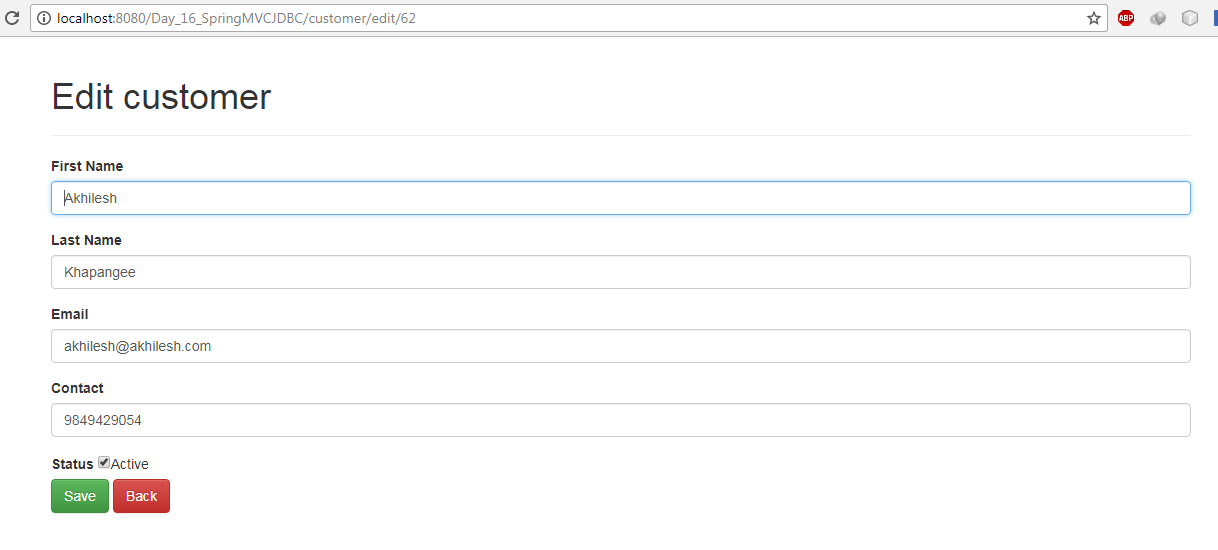 localhost:8080/Day_16_SpringMVCJDBC/customer/edit/62
ABP
Edit customer
First Name
Akhilesh
Last Name
Khapangee
Email
akhilesh@akhilesh.com
Contact
9849429054
Status Active
Save Back